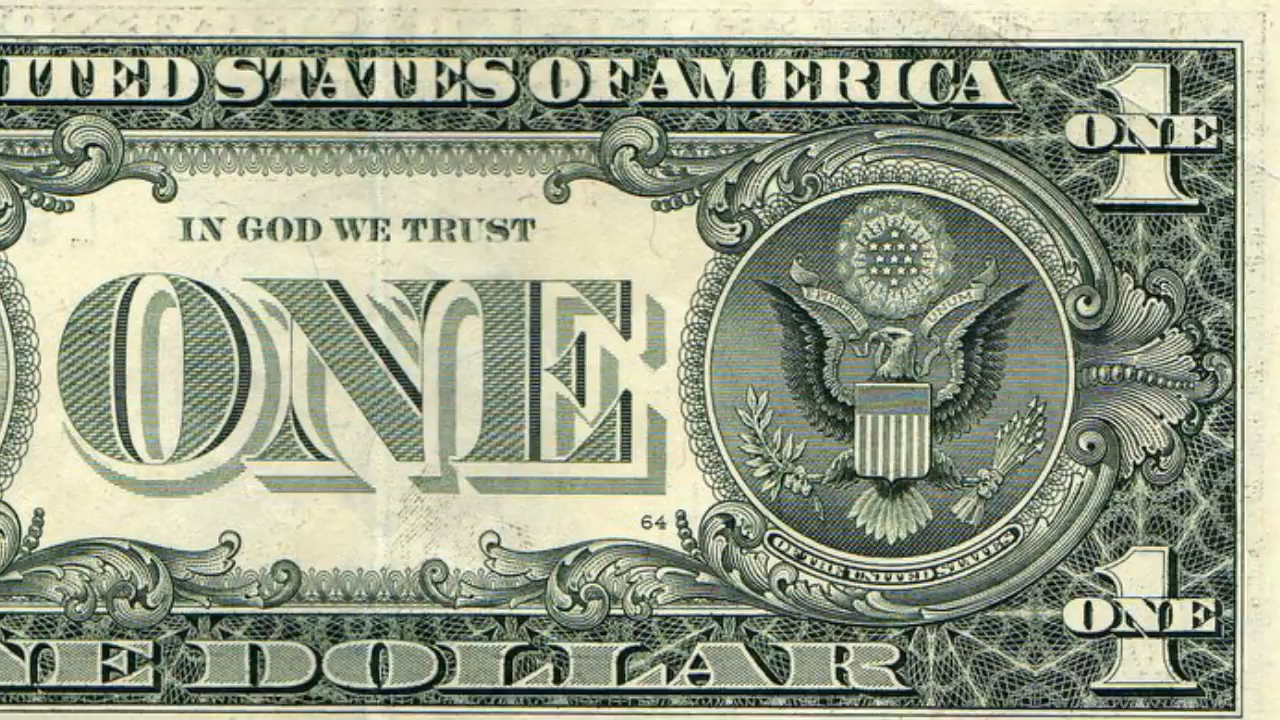 ITED STATES OF AMERICA
1
ONE
IN GOD WE TRUST
ONE
64
OF THE UNITED STATES
1
ONE
NE DOLLAR